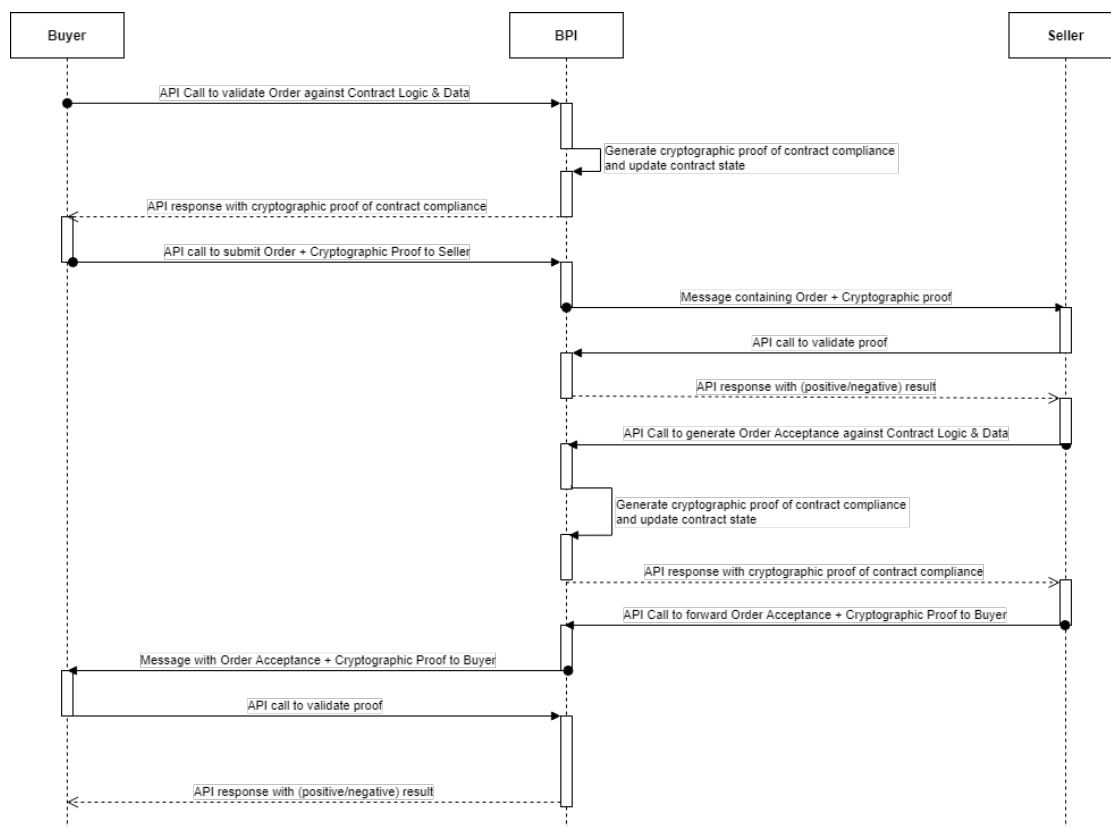 Buyer
BPI
Seller
API Call to validate Order against Contract Logic & Data
Generate cryptographic proof of contract compliance
and update contract state
API response with cryptographic proof of contract compliance
API call to submit Order + Cryptographic Proof to Seller
Message containing Order + Cryptographic proof
API call to validate proof
API response with (positive/negative) result
API Call to generate Order Acceptance against Contract Logic & Data
Generate cryptographic proof of contract compliance
and update contract state
API response with cryptographic proof of contract compliance
API Call to forward Order Acceptance + Cryptographic Proof to Buyer
Message with Order Acceptance + Cryptographic Proof to Buyer
API call to validate proof
API response with (positive/negative) result